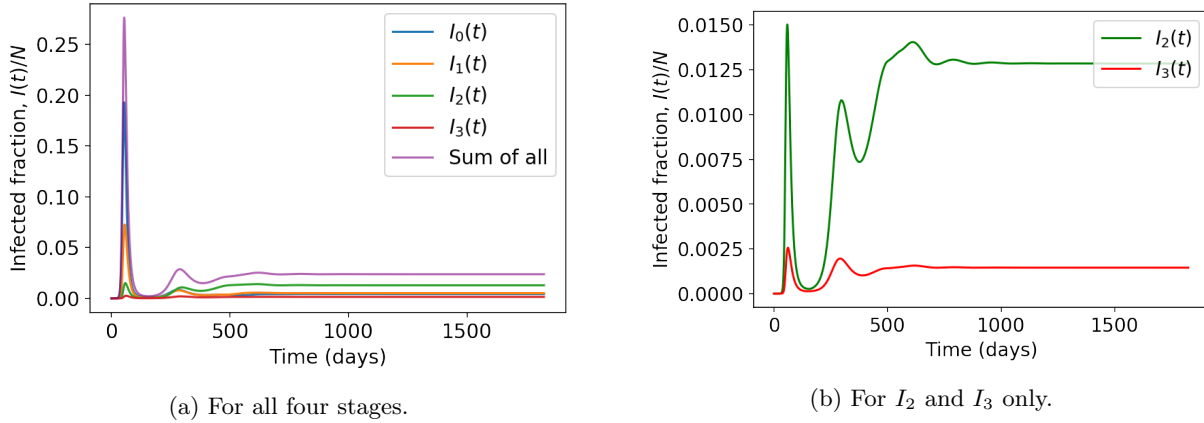 Infected fraction, I(t)/N
0.25
0.20
0.15
0.10
0.05
0.00
0
500
1000
1500
Time (days)
I₀(t)
I₁(t)
I₂(t)
I₃(t)
Sum of all
(a) For all four stages.
Infected fraction, I(t)/N
0.0150
0.0125
0.0100
0.0075
0.0050
0.0025
0.0000
0
500
1000
1500
Time (days)
I₂(t)
I₃(t)
(b) For I₂ and I₃ only.